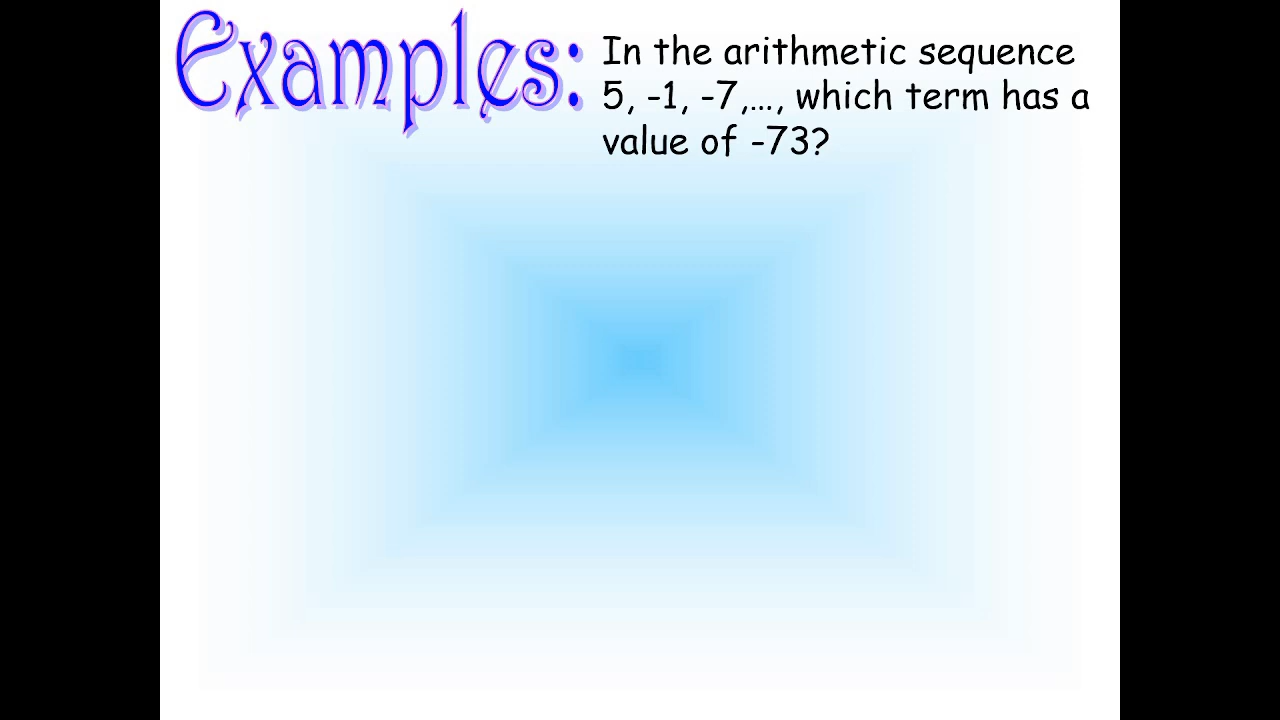 Examples:
In the arithmetic sequence
5, -1, -7,..., which term has a
value of -73?